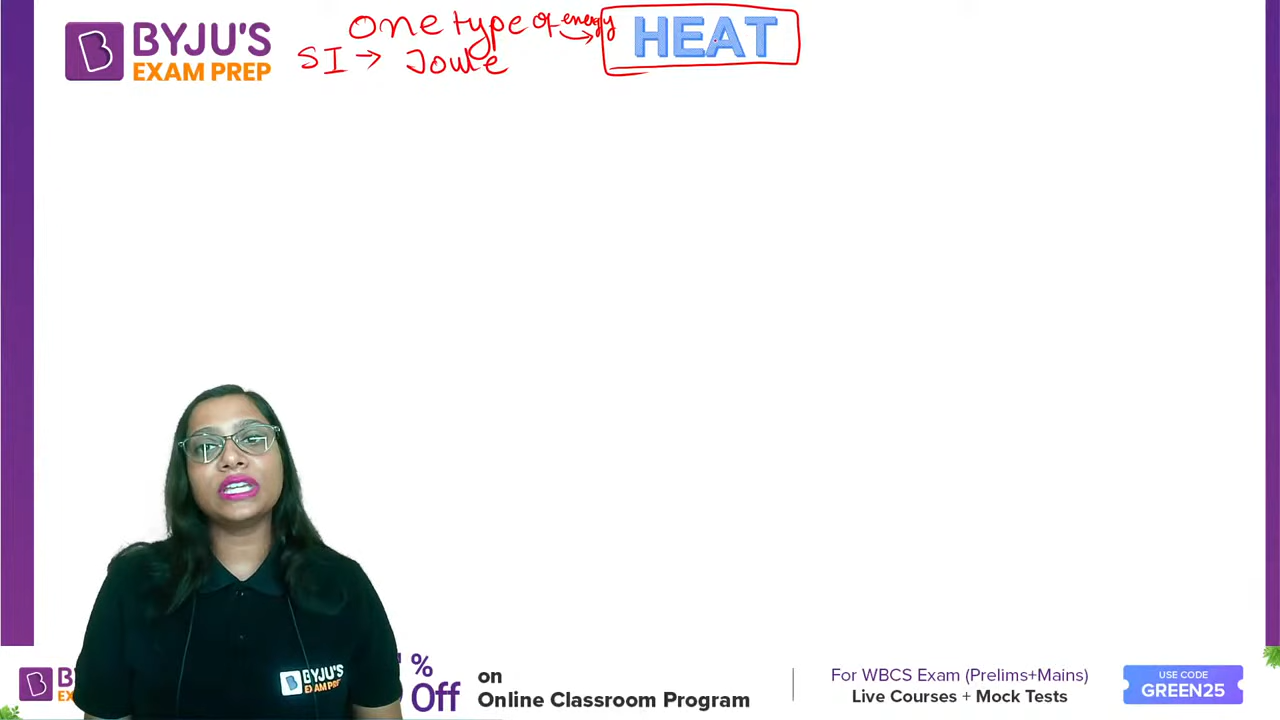 BYJU'S
EXAM PREP
One type of energy → HEAT
SI → Joule
BYJU'S
EXAM PREP
% Off
on
Online Classroom Program
For WBCS Exam (Prelims+Mains)
Live Courses + Mock Tests
USE CODE
GREEN25